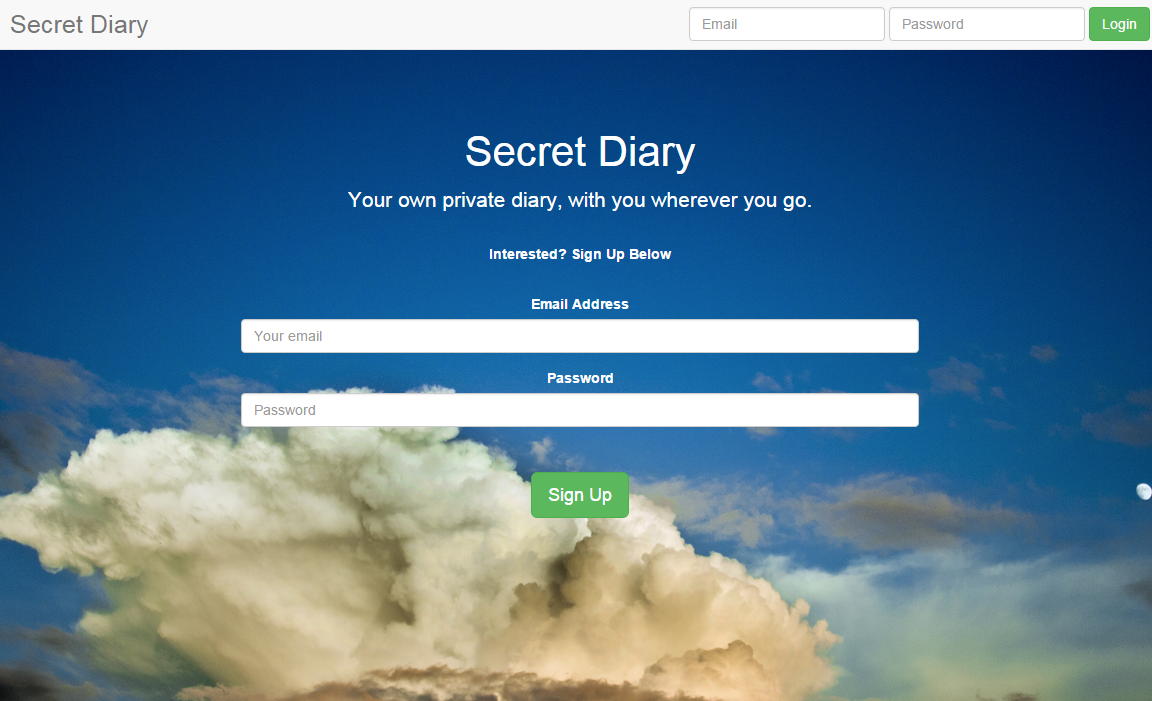 Secret Diary Email Password Login
Secret Diary
Your own private diary, with you wherever you go.
Interested? Sign Up Below
Email Address
Your email
Password
Password
Sign Up